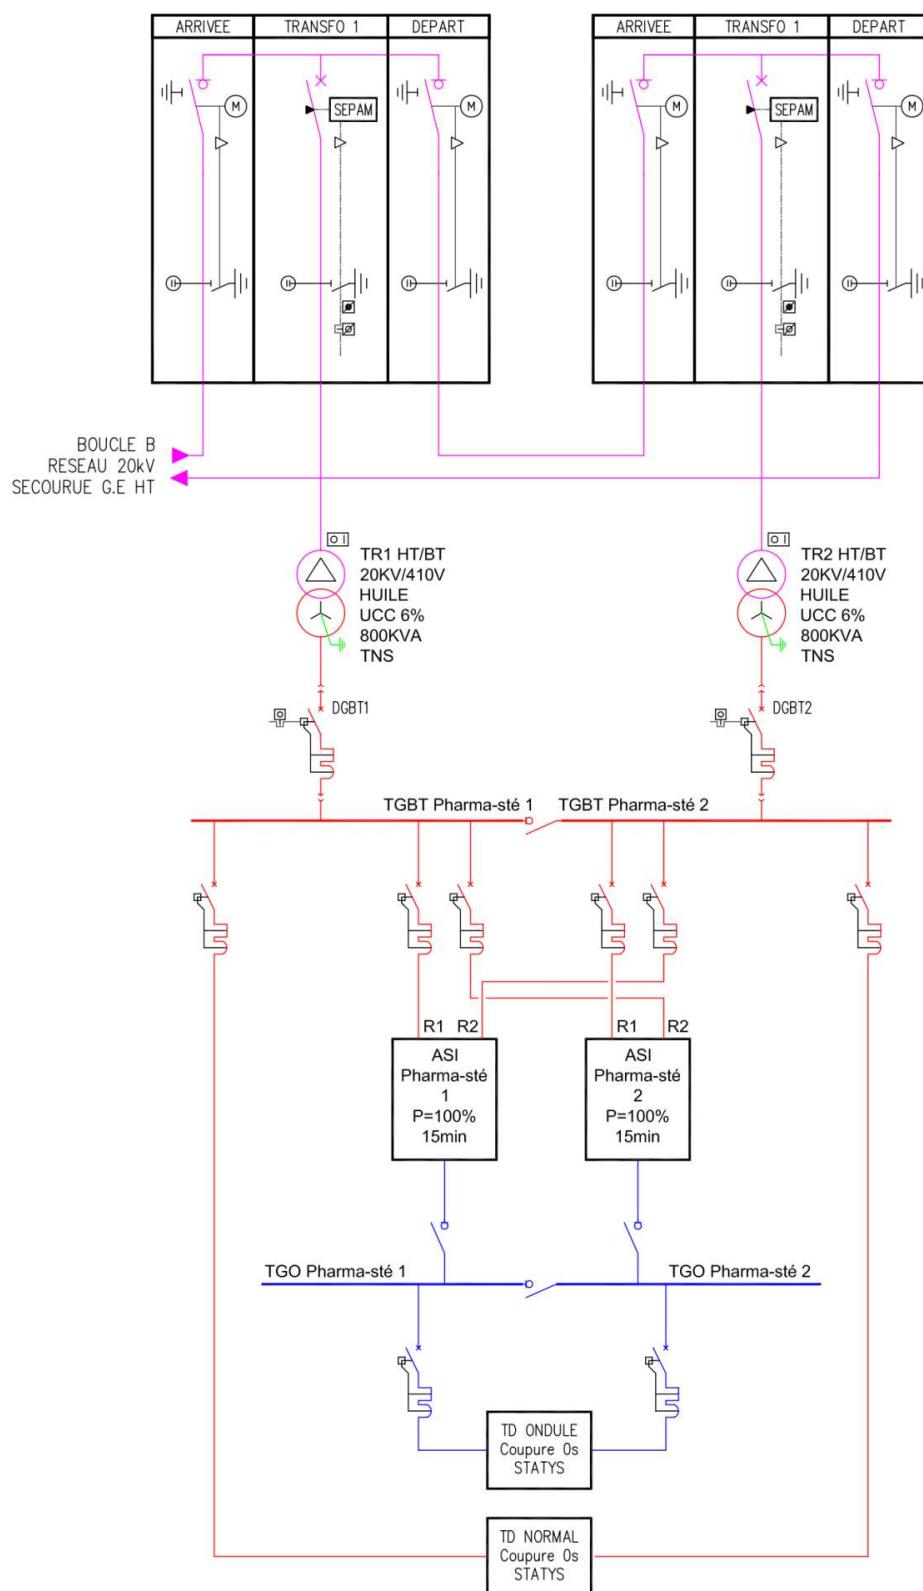 ARRIVEE
TRANSFO 1
DEPART
ARRIVEE
TRANSFO 1
DEPART
M
SEPAM
M
M
SEPAM
M
BOUCLE B
RESEAU 20kV
SECOURUE G.E HT
TR1 HT/BT
20KV/410V
HUILE
UCC 6%
800KVA
TNS
TR2 HT/BT
20KV/410V
HUILE
UCC 6%
800KVA
TNS
DGBT1
DGBT2
TGBT Pharma-sté 1
TGBT Pharma-sté 2
R1
R2
R1
R2
ASI
Pharma-sté
1
P=100%
15min
ASI
Pharma-sté
2
P=100%
15min
TGO Pharma-sté 1
TGO Pharma-sté 2
TD ONDULE
Coupure 0s
STATYS
TD NORMAL
Coupure 0s
STATYS